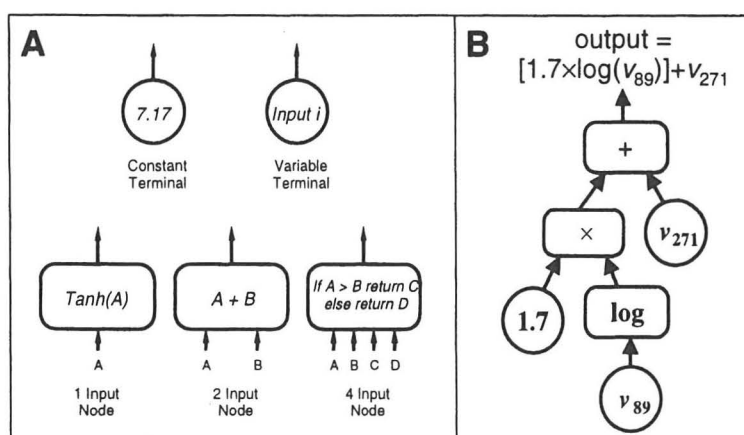 A
7.17
Input i
Constant
Terminal
Variable
Terminal
Tanh(A)
A + B
If A > B return C
else return D
A
A
B
A B C D
1 Input
Node
2 Input
Node
4 Input
Node
B
output =
[1.7×log(v89)]+v271
+
×
v271
1.7
log
v89